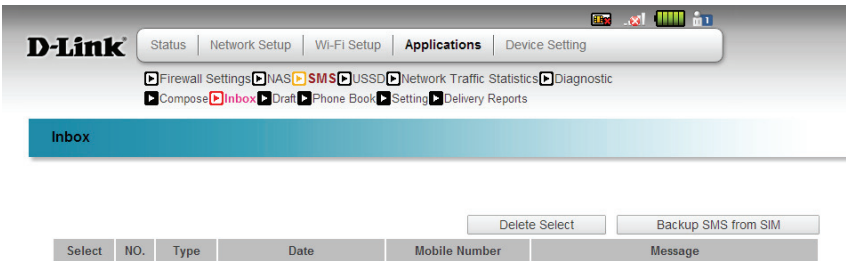 1
D-Link Status Network Setup Wi-Fi Setup Applications Device Setting
Firewall Settings NAS SMS USSD Network Traffic Statistics Diagnostic
Compose Inbox Draft Phone Book Setting Delivery Reports
Inbox
Delete Select Backup SMS from SIM
Select NO. Type Date Mobile Number Message